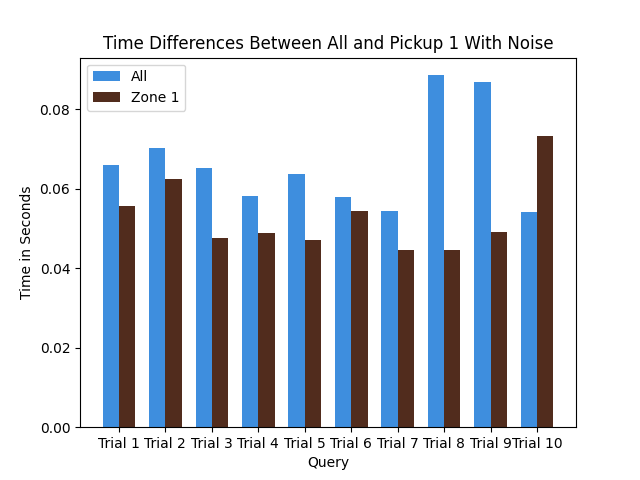 Time Differences Between All and Pickup 1 With Noise
All
Zone 1
Time in Seconds
0.08
0.06
0.04
0.02
0.00
Trial 1 Trial 2 Trial 3 Trial 4 Trial 5 Trial 6 Trial 7 Trial 8 Trial 9 Trial 10
Query